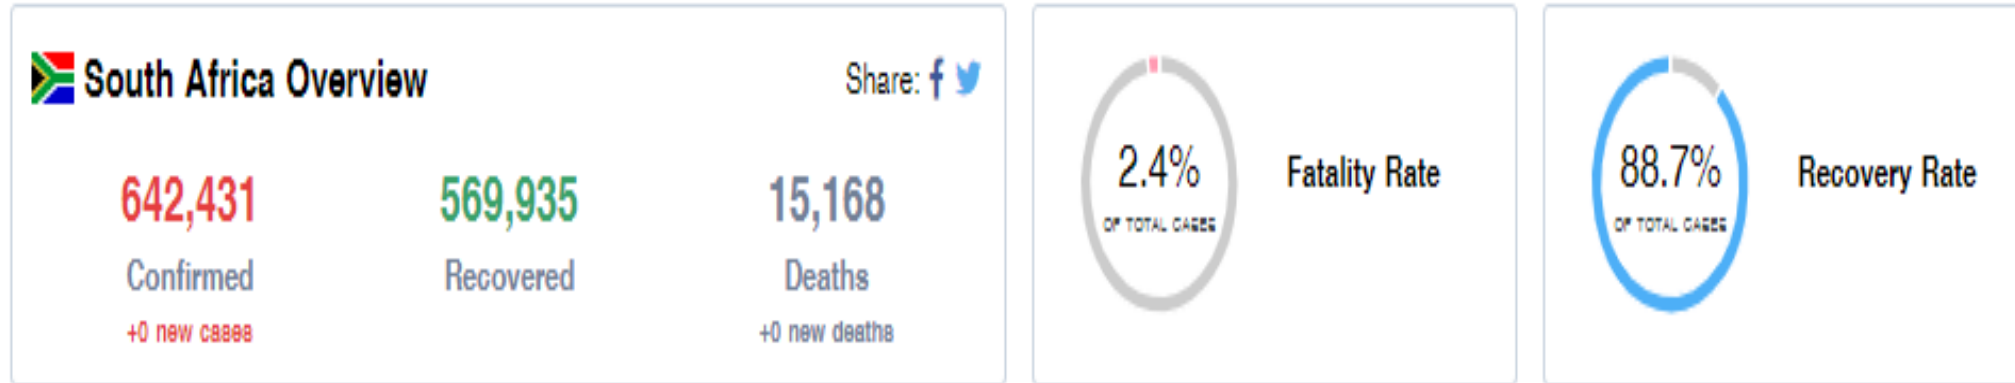 South Africa Overview
Share:
642,431
Confirmed
+0 new cases
569,935
Recovered
15,168
Deaths
+0 new deaths
2.4%
OF TOTAL CASES
Fatality Rate
88.7%
OF TOTAL CASES
Recovery Rate